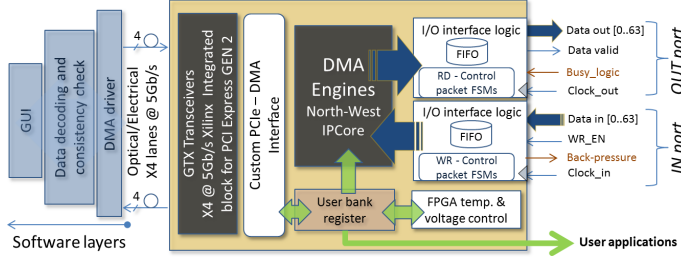 GUI
Data decoding and
consistency check
DMA driver
4
Optical/Electrical
X4 lanes @ 5Gb/s
4
Software layers
GTX Transceivers
X4 @ 5Gb/s Xilinx Integrated
block for PCI Express GEN 2
Custom PCIe – DMA
Interface
DMA
Engines
North-West
IPCore
User bank
register
I/O interface logic
FIFO
RD - Control
packet FSMs
I/O interface logic
FIFO
WR - Control
packet FSMs
FPGA temp. &
voltage control
Data out [0..63]
Data valid
Busy_logic
Clock_out
OUT port
Data in [0..63]
WR_EN
Back-pressure
Clock_in
IN port
User applications